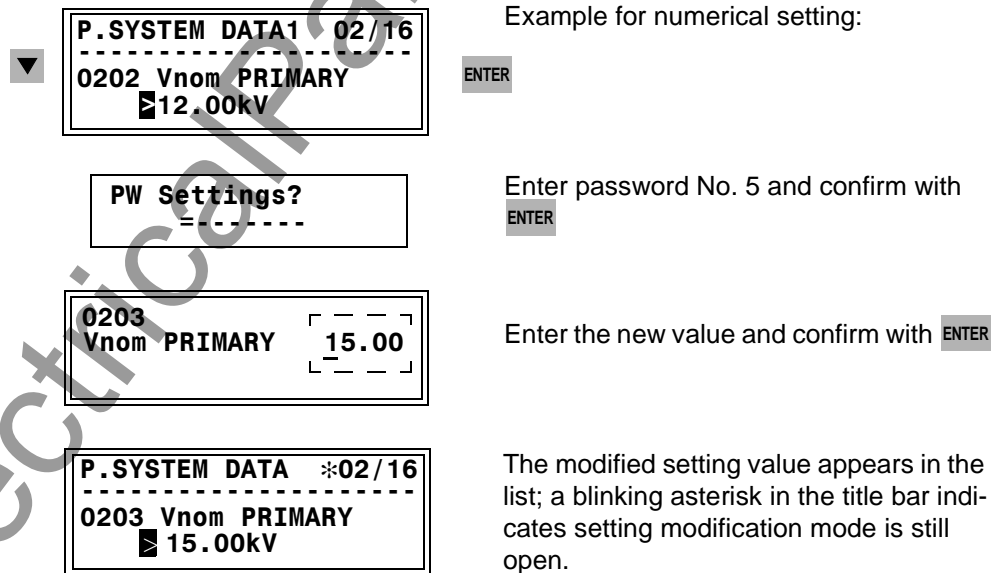 P.SYSTEM DATA1 02/16
---------------------
0202 Vnom PRIMARY
>12.00kV
Example for numerical setting:
ENTER
PW Settings?
=-------
Enter password No. 5 and confirm with
ENTER
0203
Vnom PRIMARY 15.00
Enter the new value and confirm with ENTER
P.SYSTEM DATA *02/16
---------------------
0203 Vnom PRIMARY
> 15.00kV
The modified setting value appears in the
list; a blinking asterisk in the title bar indi-
cates setting modification mode is still
open.
ectricalPa